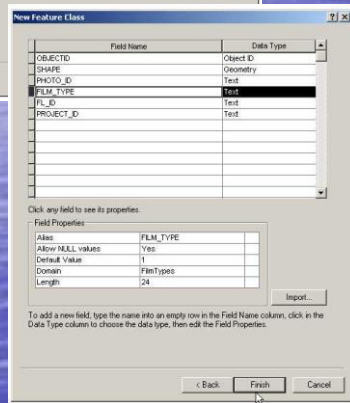 New Feature Class
Field Name Data Type
OBJECTID Object ID
SHAPE Geometry
PHOTO_ID Text
FILM_TYPE Text
FL_ID Text
PROJECT_ID Text
Click any field to see its properties.
Field Properties
Alias FILM_TYPE
Allow NULL values Yes
Default Value 1
Domain FilmTypes
Length 24
Import...
To add a new field, type the name into an empty row in the Field Name column, click in the
Data Type column to choose the data type, then edit the Field Properties.
< Back Finish Cancel